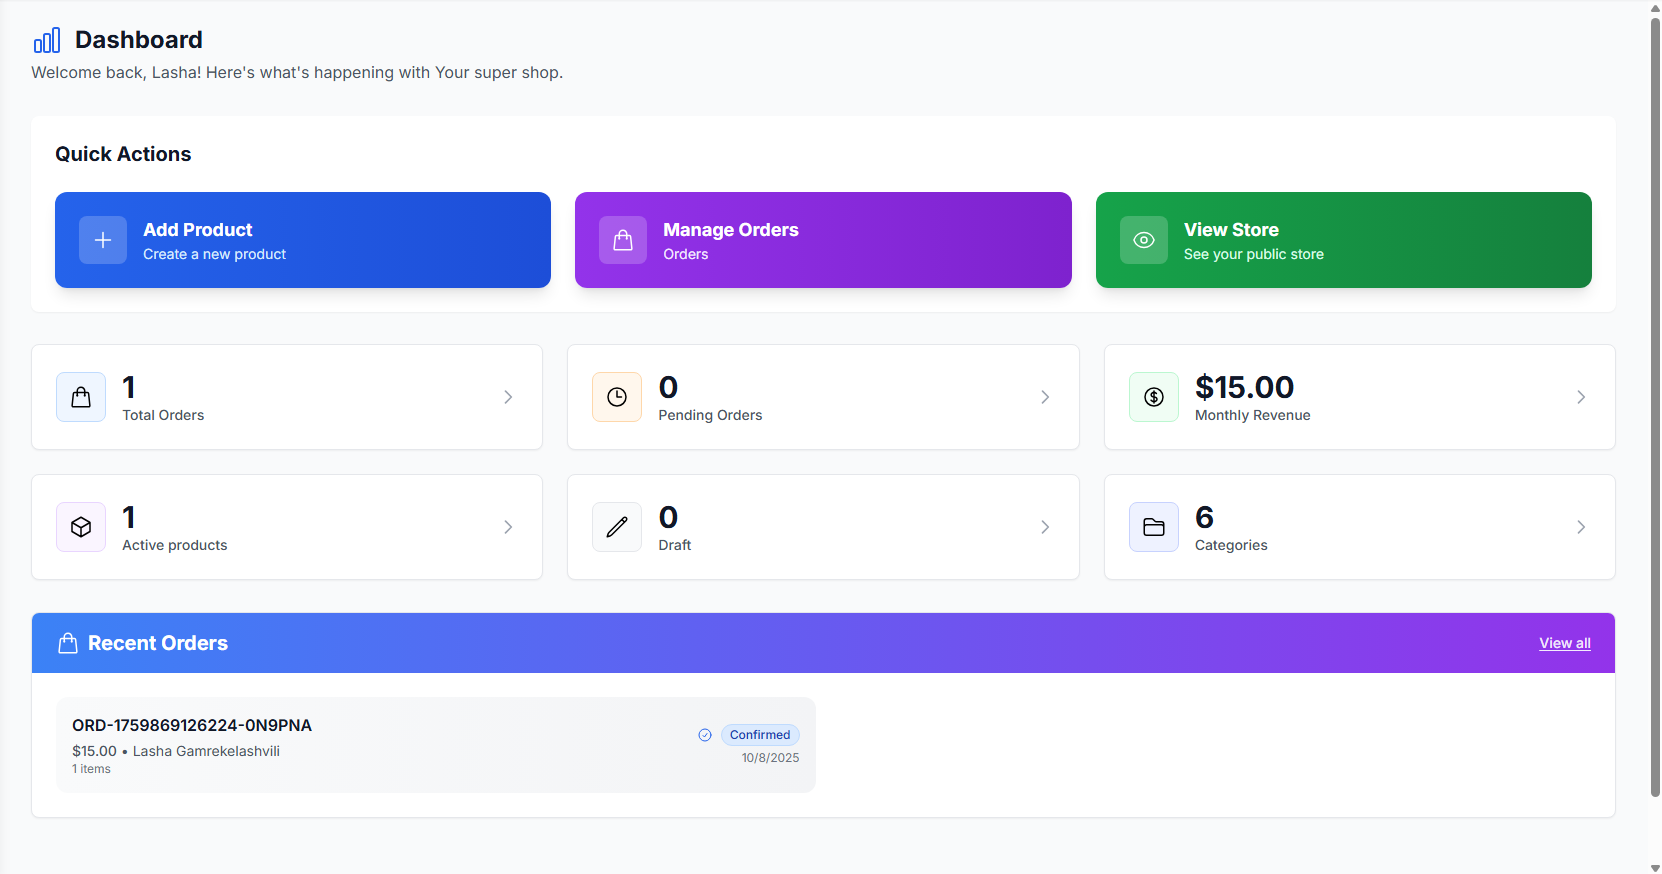 Dashboard
Welcome back, Lasha! Here's what's happening with Your super shop.
Quick Actions
Add Product
Create a new product
Manage Orders
Orders
View Store
See your public store
1
Total Orders
0
Pending Orders
$15.00
Monthly Revenue
1
Active products
0
Draft
6
Categories
Recent Orders
View all
ORD-1759869126224-0N9PNA
$15.00 • Lasha Gamrekelashvili
1 items
Confirmed
10/8/2025